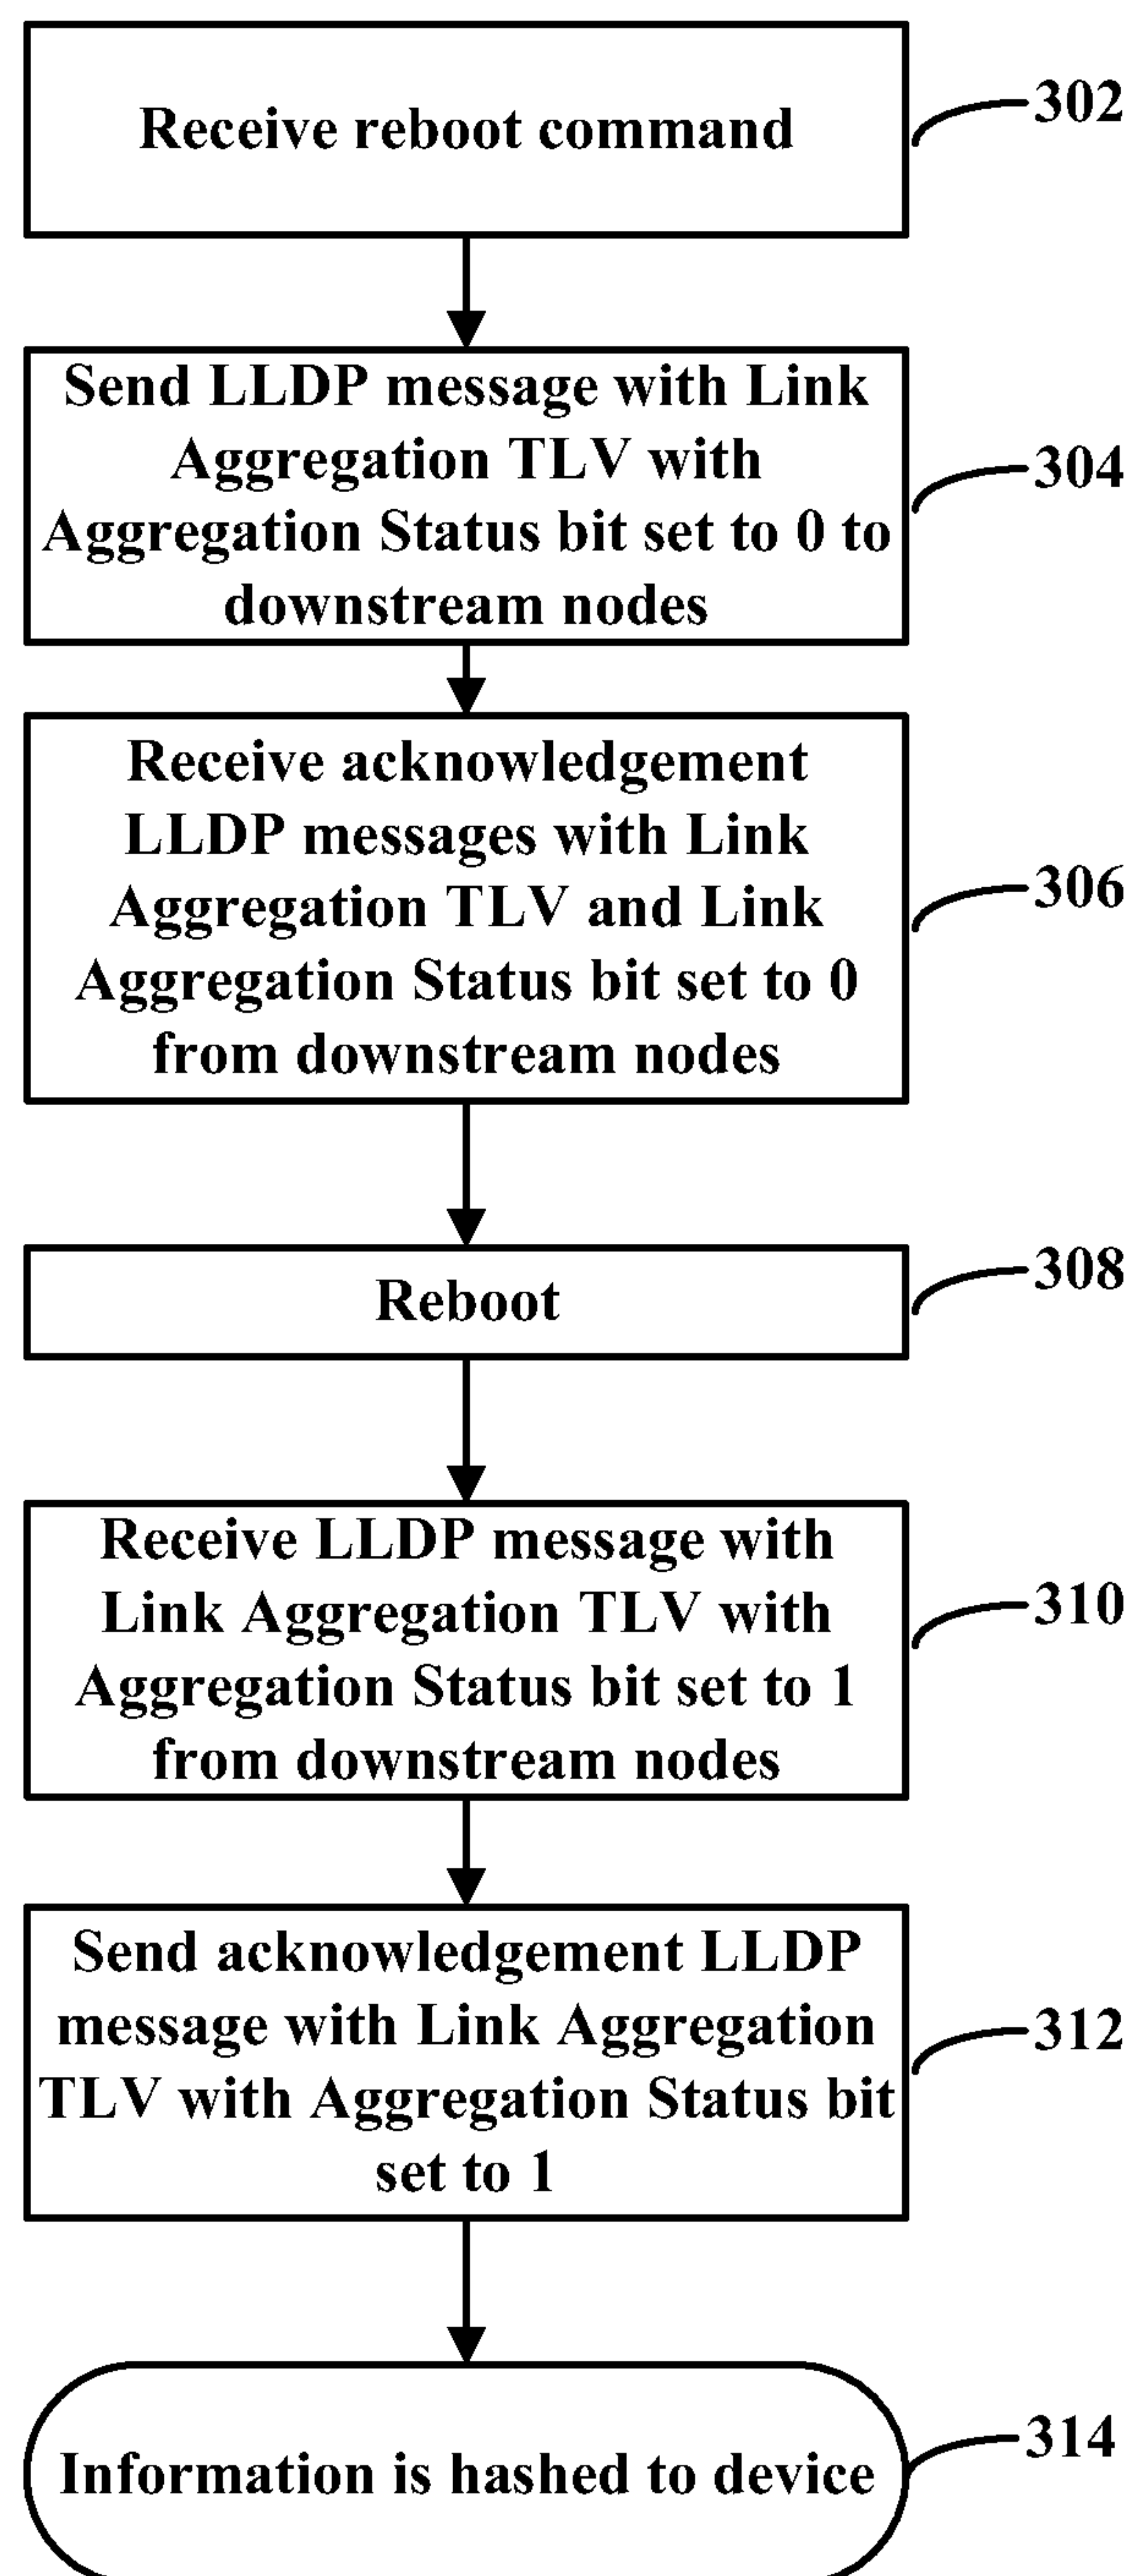 Receive reboot command
302
Send LLDP message with Link
Aggregation TLV with
Aggregation Status bit set to 0 to
downstream nodes
304
Receive acknowledgement
LLDP messages with Link
Aggregation TLV and Link
Aggregation Status bit set to 0
from downstream nodes
306
Reboot
308
Receive LLDP message with
Link Aggregation TLV with
Aggregation Status bit set to 1
from downstream nodes
310
Send acknowledgement LLDP
message with Link Aggregation
TLV with Aggregation Status bit
set to 1
312
Information is hashed to device
314